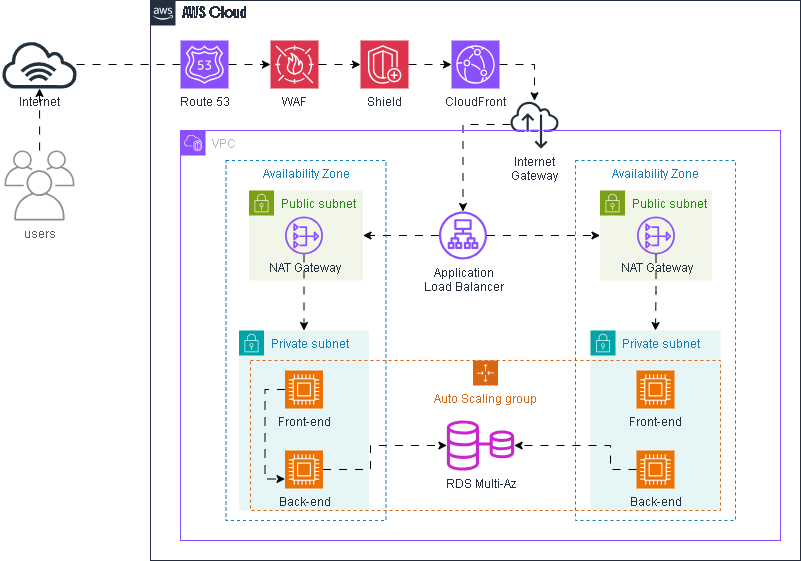 aws
AWS Cloud
53
Route 53
WAF
Shield
CloudFront
Internet
users
Internet
Gateway
VPC
Availability Zone
Availability Zone
Public subnet
Public subnet
NAT Gateway
NAT Gateway
Application
Load Balancer
Private subnet
Private subnet
Auto Scaling group
Front-end
Front-end
RDS Multi-Az
Back-end
Back-end